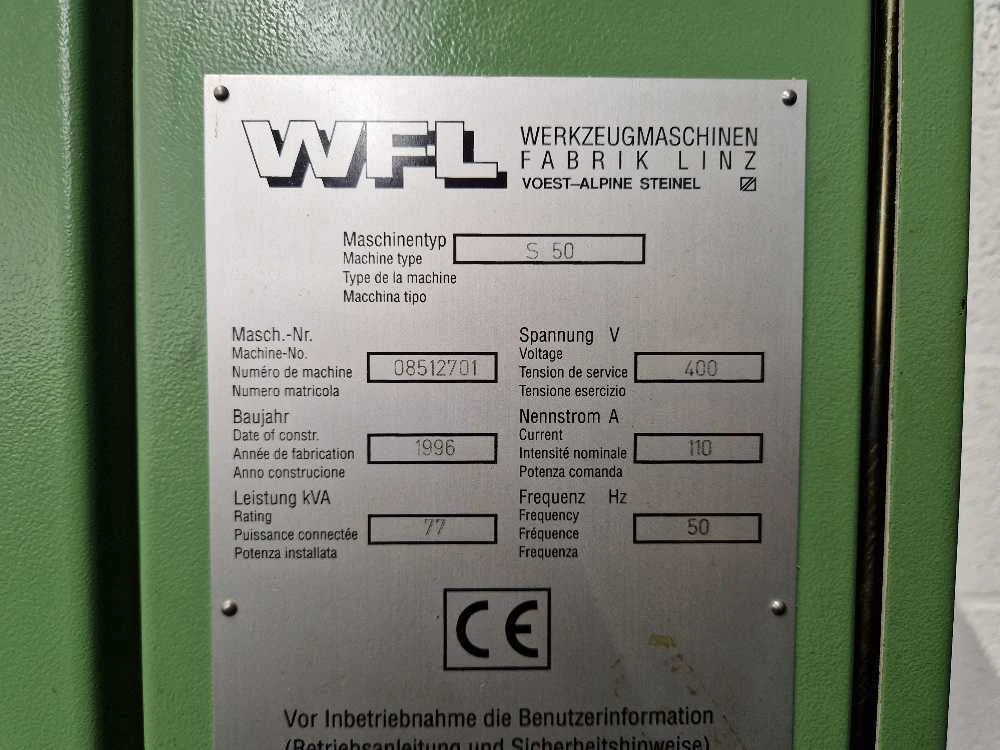 WFL WERKZEUGMASCHINEN
FABRIK LINZ
VOEST-ALPINE STEINEL
Maschinentyp S 50
Machine type
Type de la machine
Macchina tipo
Masch.-Nr.
Machine-No.
Numéro de machine 08512701
Numero matricola
Spannung V
Voltage
Tension de service 400
Tensione esercizio
Baujahr
Date of constr.
Année de fabrication 1996
Anno construcione
Nennstrom A
Current
Intensité nominale 110
Potenza comanda
Leistung kVA
Rating
Puissance connectée 77
Potenza installata
Frequenz Hz
Frequency
Fréquence 50
Frequenza
CE
Vor Inbetriebnahme die Benutzerinformation
(Betriebsanleitung und Sicherheitshinweise)